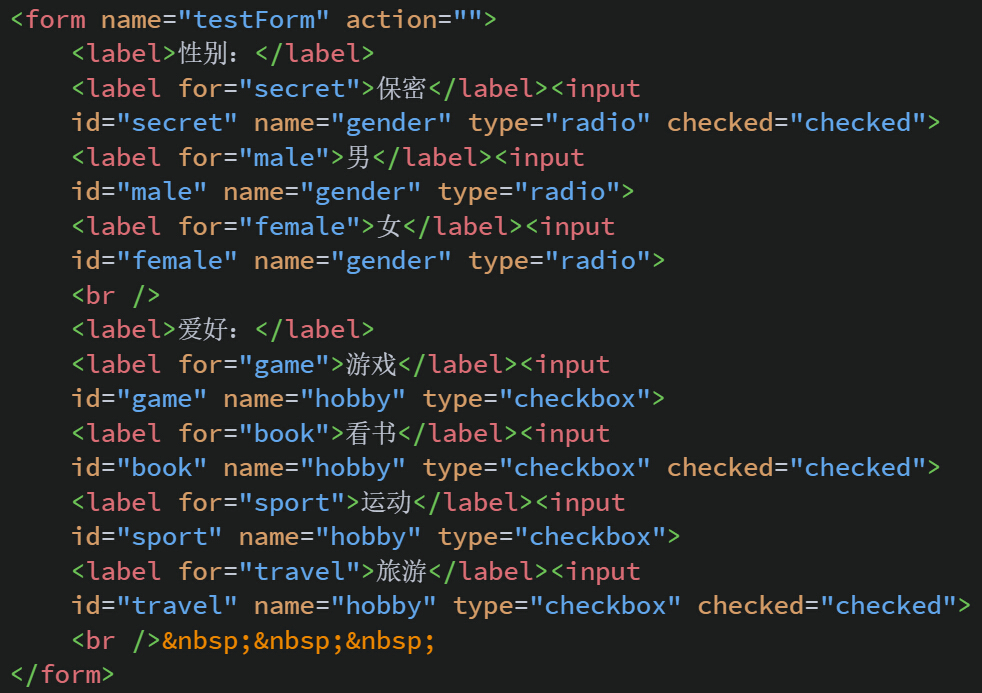 <form name="testForm" action="">
    <label>性别：</label>
    <label for="secret">保密</label><input
    id="secret" name="gender" type="radio" checked="checked">
    <label for="male">男</label><input
    id="male" name="gender" type="radio">
    <label for="female">女</label><input
    id="female" name="gender" type="radio">
    <br />
    <label>爱好：</label>
    <label for="game">游戏</label><input
    id="game" name="hobby" type="checkbox">
    <label for="book">看书</label><input
    id="book" name="hobby" type="checkbox" checked="checked">
    <label for="sport">运动</label><input
    id="sport" name="hobby" type="checkbox">
    <label for="travel">旅游</label><input
    id="travel" name="hobby" type="checkbox" checked="checked">
    <br />&nbsp;&nbsp;&nbsp;
</form>